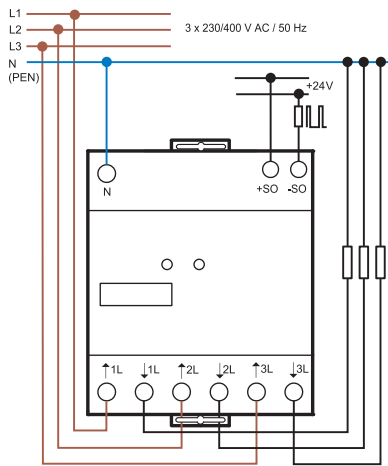 L1
L2
3 x 230/400 V AC / 50 Hz
L3
N
(PEN)
+24V
N
+SO
-SO
↑1L
↓1L
↑2L
↓2L
↑3L
↓3L